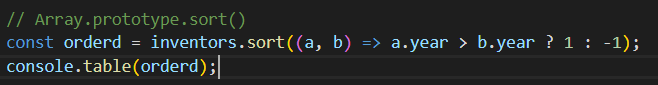 // Array.prototype.sort()
const orderd = inventors.sort((a, b) => a.year > b.year ? 1 : -1);
console.table(orderd);